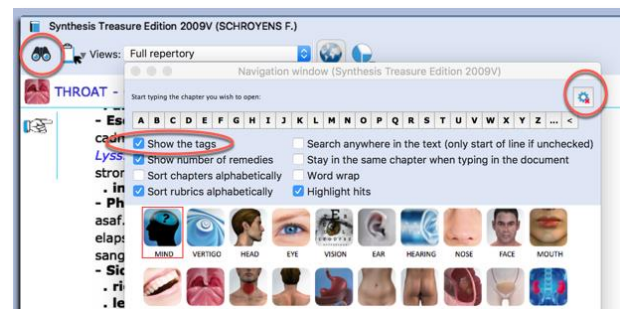 Synthesis Treasure Edition 2009V (SCHROYENS F.)
Views: Full repertory
Navigation window (Synthesis Treasure Edition 2009V)
THROAT -
Start typing the chapter you wish to open:
A B C D E F G H I J K L M N O P Q R S T U V W X Y Z ... <
- Eso
cadn
Show the tags
Search anywhere in the text (only start of line if unchecked)
Lyss
Show number of remedies
Stay in the same chapter when typing in the document
stron
Sort chapters alphabetically
Word wrap
. in
Sort rubrics alphabetically
Highlight hits
- Ph
asaf.
elaps
sang
MIND VERTIGO HEAD EYE VISION EAR HEARING NOSE FACE MOUTH
- Sid
. ri
. le